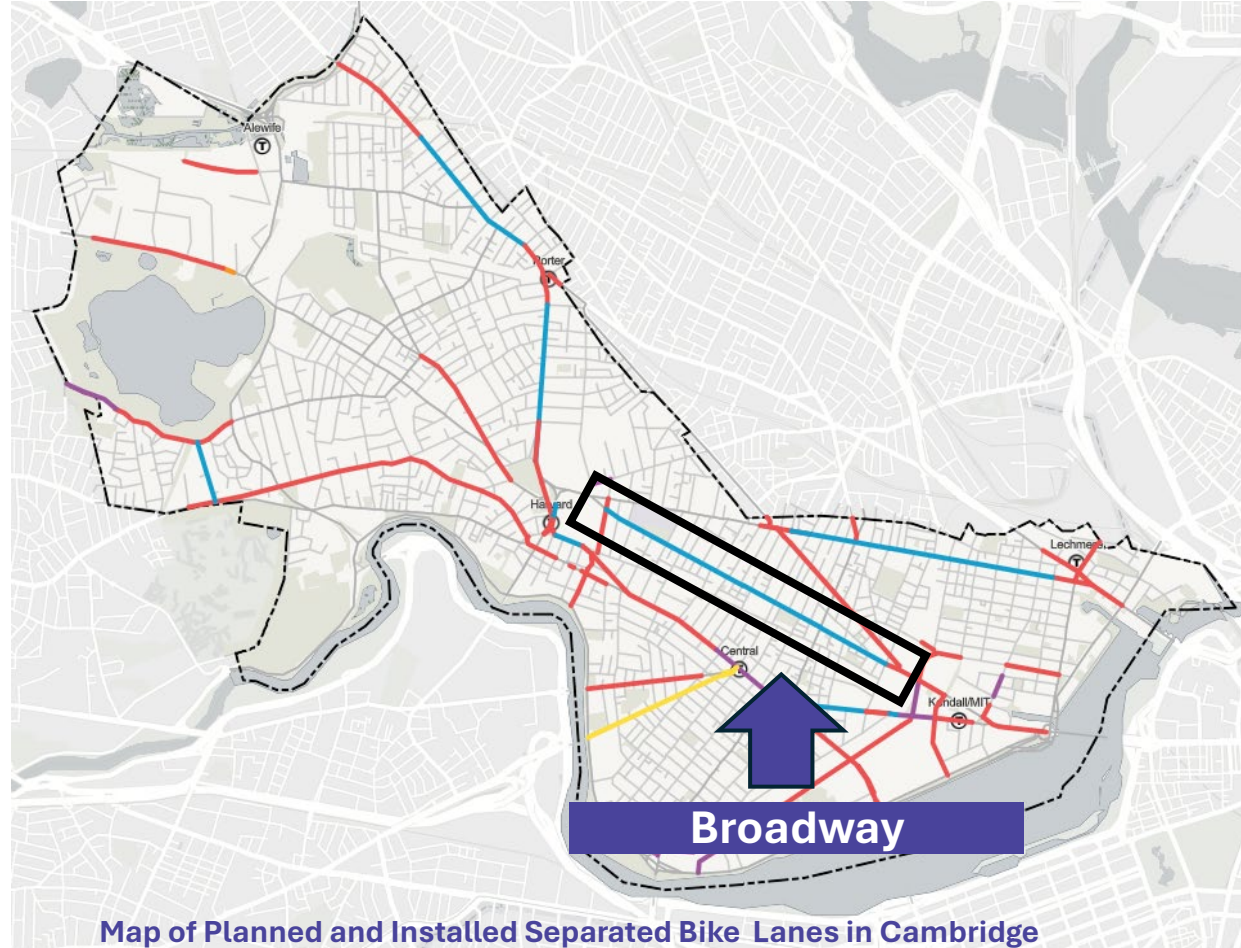 Alewife
T
Porter
T
Harvard
T
Lechmere
T
Central
T
Kendall/MIT
T
Broadway
Map of Planned and Installed Separated Bike Lanes in Cambridge